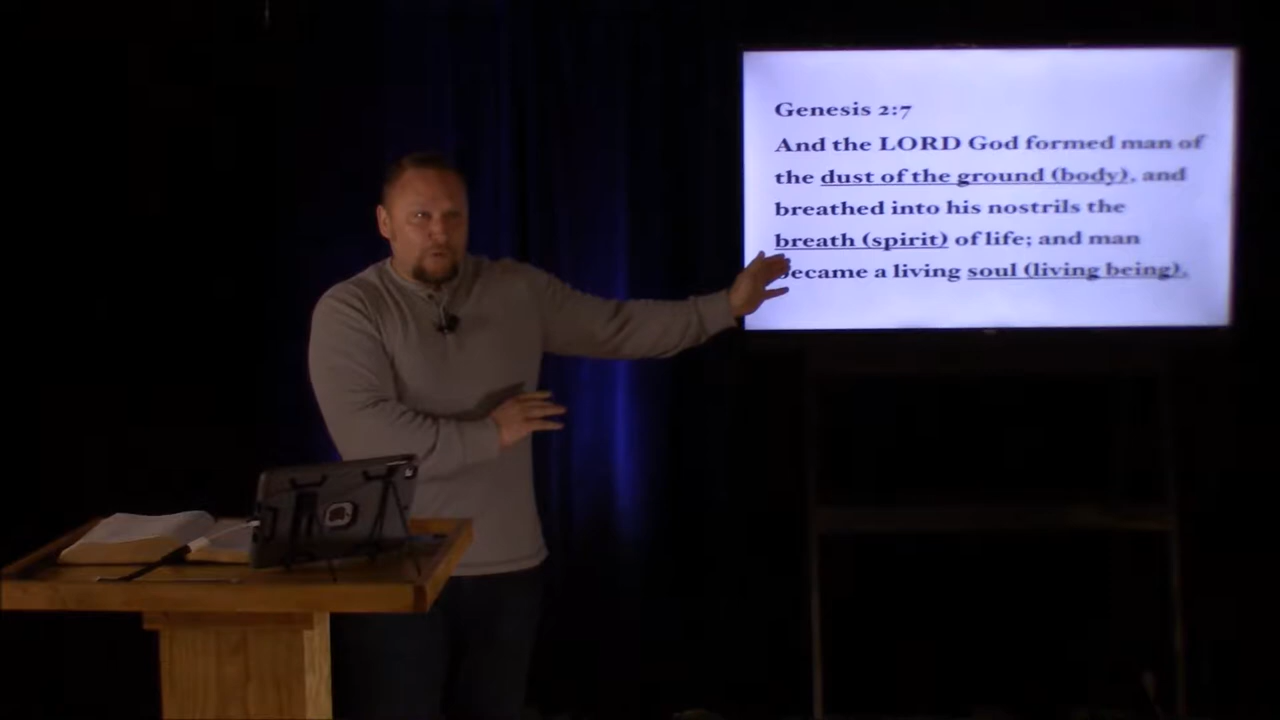 Genesis 2:7
And the LORD God formed man of
the dust of the ground (body), and
breathed into his nostrils the
breath (spirit) of life; and man
became a living soul (living being).